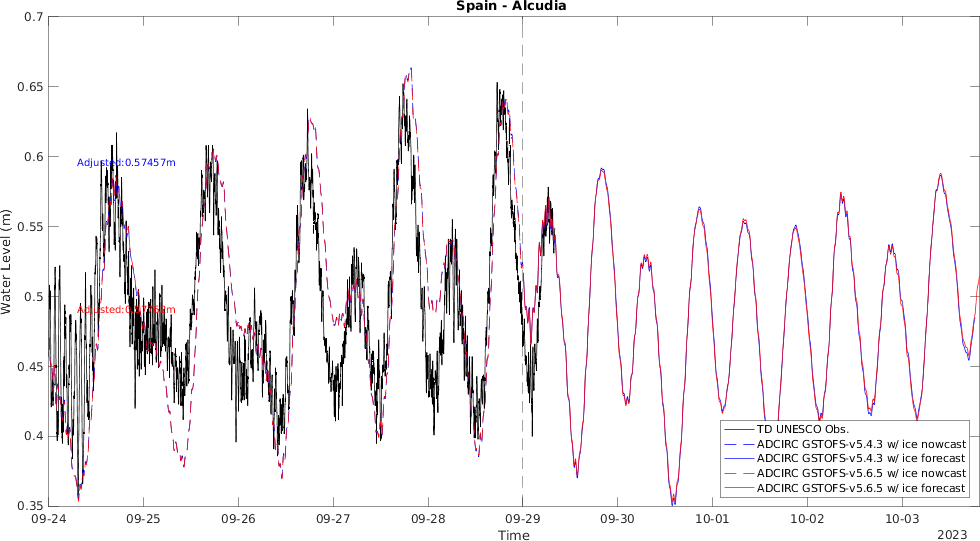 Spain - Alcudia
0.7
0.65
0.6
0.55
0.5
0.45
0.4
0.35
Water Level (m)
Adjusted:0.57457m
TD UNESCO Obs.
ADCIRC GSTOFS-v5.4.3 w/ ice nowcast
ADCIRC GSTOFS-v5.4.3 w/ ice forecast
ADCIRC GSTOFS-v5.6.5 w/ ice nowcast
ADCIRC GSTOFS-v5.6.5 w/ ice forecast
09-24
09-25
09-26
09-27
09-28
09-29
09-30
10-01
10-02
10-03
Time
2023